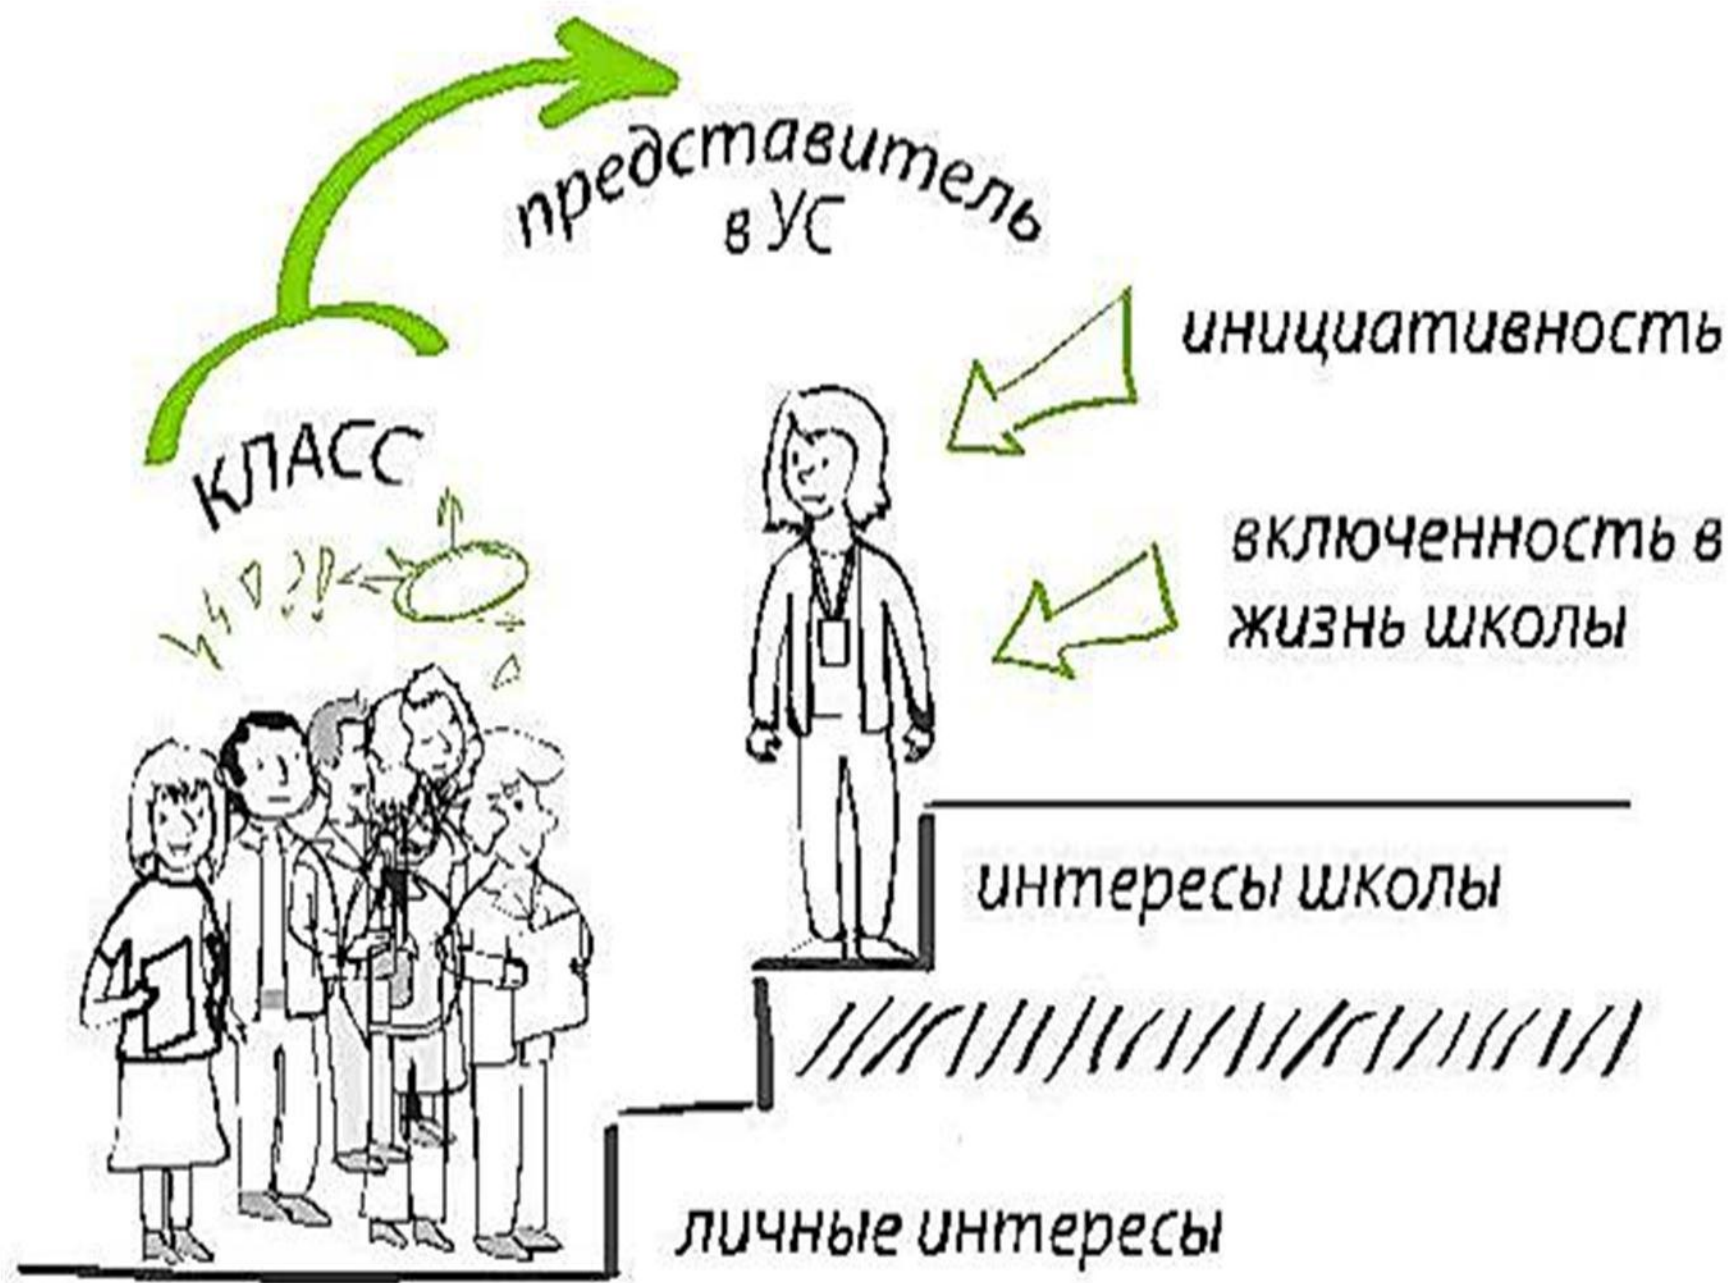 представитель
в УС
КЛАСС
инициативность
включенность в
жизнь школы
интересы школы
личные интересы